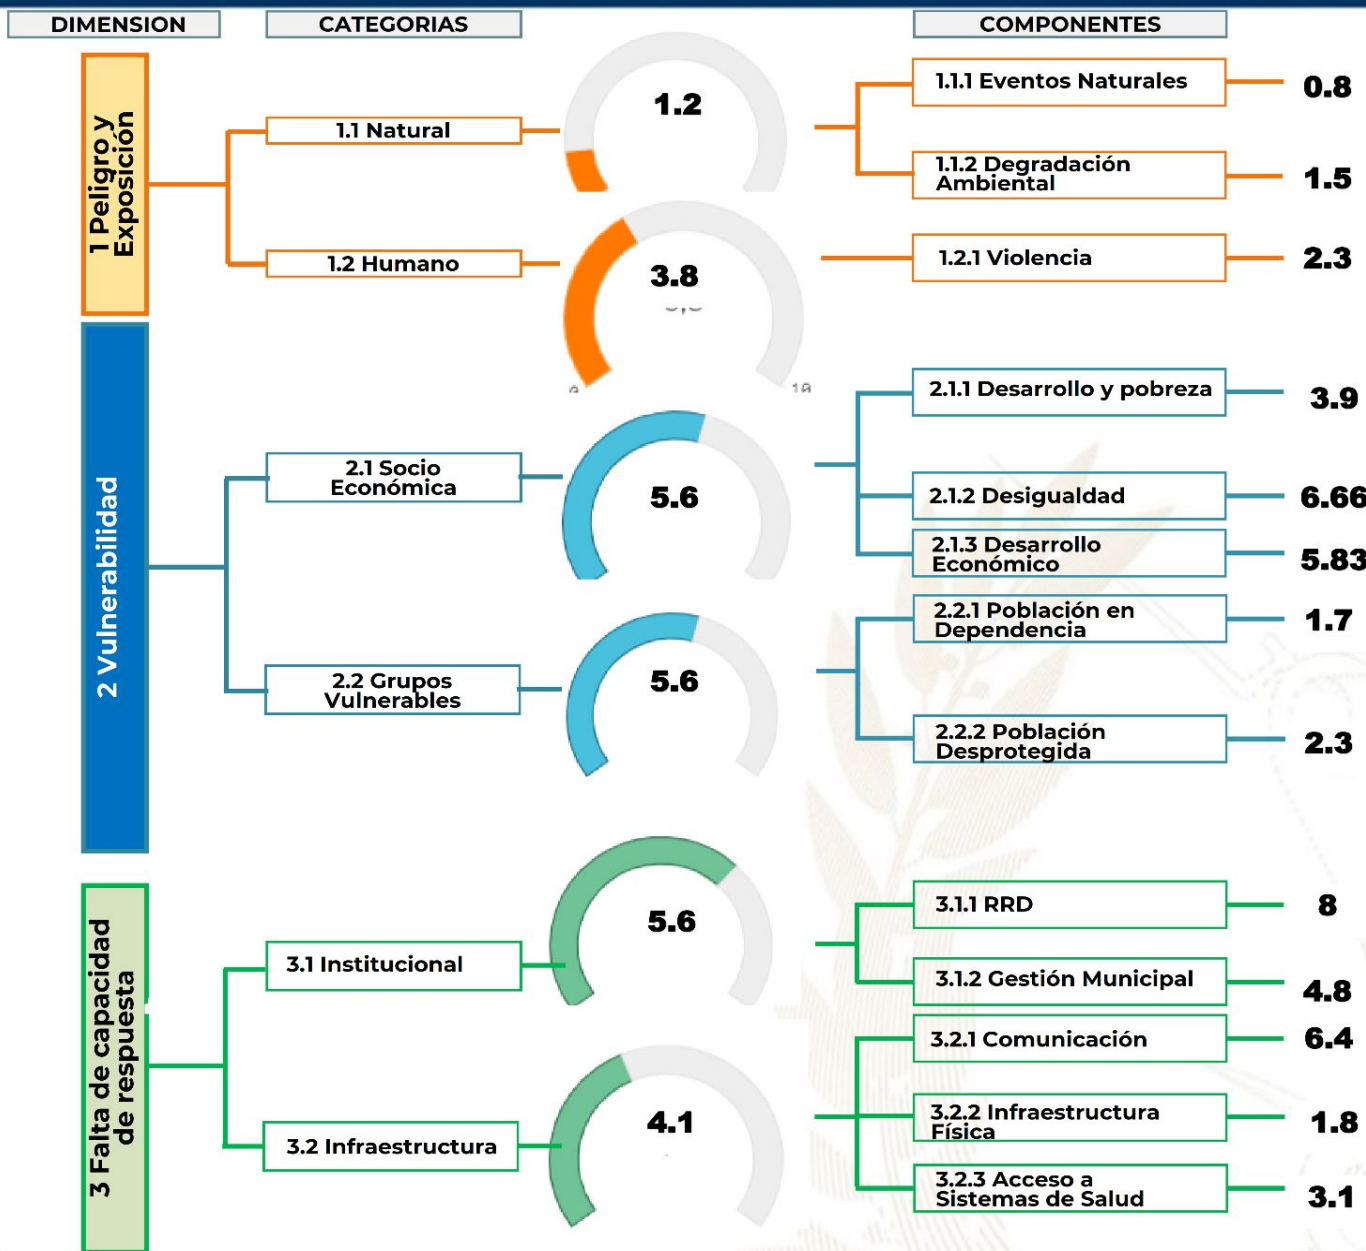 DIMENSION
CATEGORIAS
COMPONENTES
1 Peligro y
Exposición
1.1 Natural
1.2
1.1.1 Eventos Naturales
0.8
1.1.2 Degradación
Ambiental
1.5
1.2 Humano
3.8
0
10
1.2.1 Violencia
2.3
2 Vulnerabilidad
2.1 Socio
Económica
5.6
2.1.1 Desarrollo y pobreza
3.9
2.1.2 Desigualdad
6.66
2.1.3 Desarrollo
Económico
5.83
2.2 Grupos
Vulnerables
5.6
2.2.1 Población en
Dependencia
1.7
2.2.2 Población
Desprotegida
2.3
3 Falta de capacidad
de respuesta
3.1 Institucional
5.6
3.1.1 RRD
8
3.1.2 Gestión Municipal
4.8
3.2 Infraestructura
4.1
3.2.1 Comunicación
6.4
3.2.2 Infraestructura
Física
1.8
3.2.3 Acceso a
Sistemas de Salud
3.1